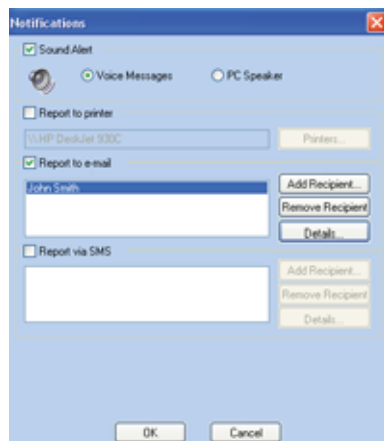 Notifications
Sound Alert
Voice Messages
PC Speaker
Report to printer
\\HP DeskJet 930C
Printers...
Report to e-mail
John Smith
Add Recipient...
Remove Recipient
Details...
Report via SMS
Add Recipient...
Remove Recipient
Details...
OK
Cancel